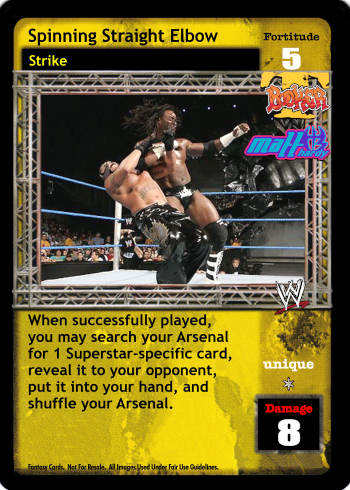 Spinning Straight Elbow
Fortitude
5
Strike
BOOKER
matt
hardy
W
When successfully played,
you may search your Arsenal
for 1 Superstar-specific card,
reveal it to your opponent,
put it into your hand, and
shuffle your Arsenal.
unique
*
Damage
8
Fantasy Cards. Not For Resale. All Images Used Under Fair Use Guidelines.